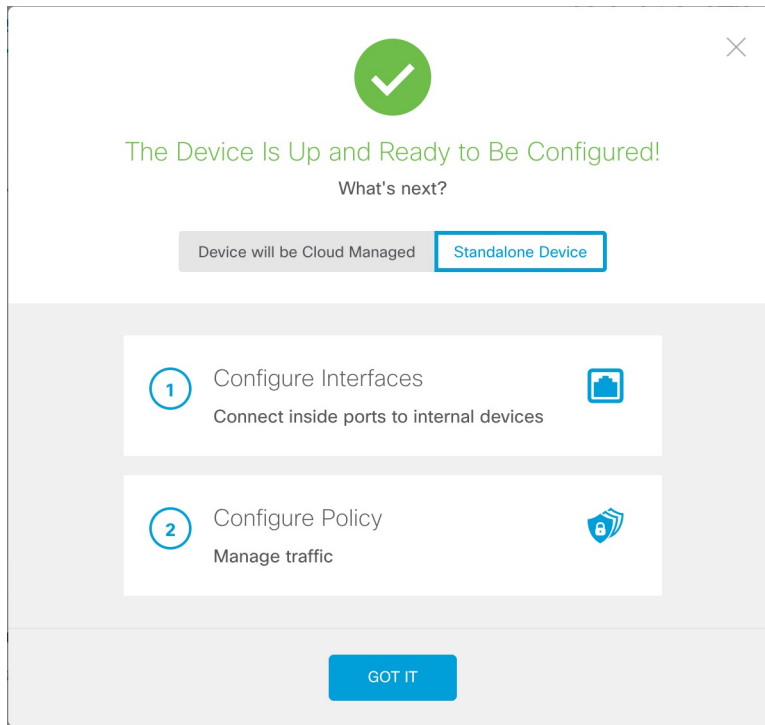 The Device Is Up and Ready to Be Configured!
What's next?
Device will be Cloud Managed
Standalone Device
1
Configure Interfaces
Connect inside ports to internal devices
2
Configure Policy
Manage traffic
GOT IT